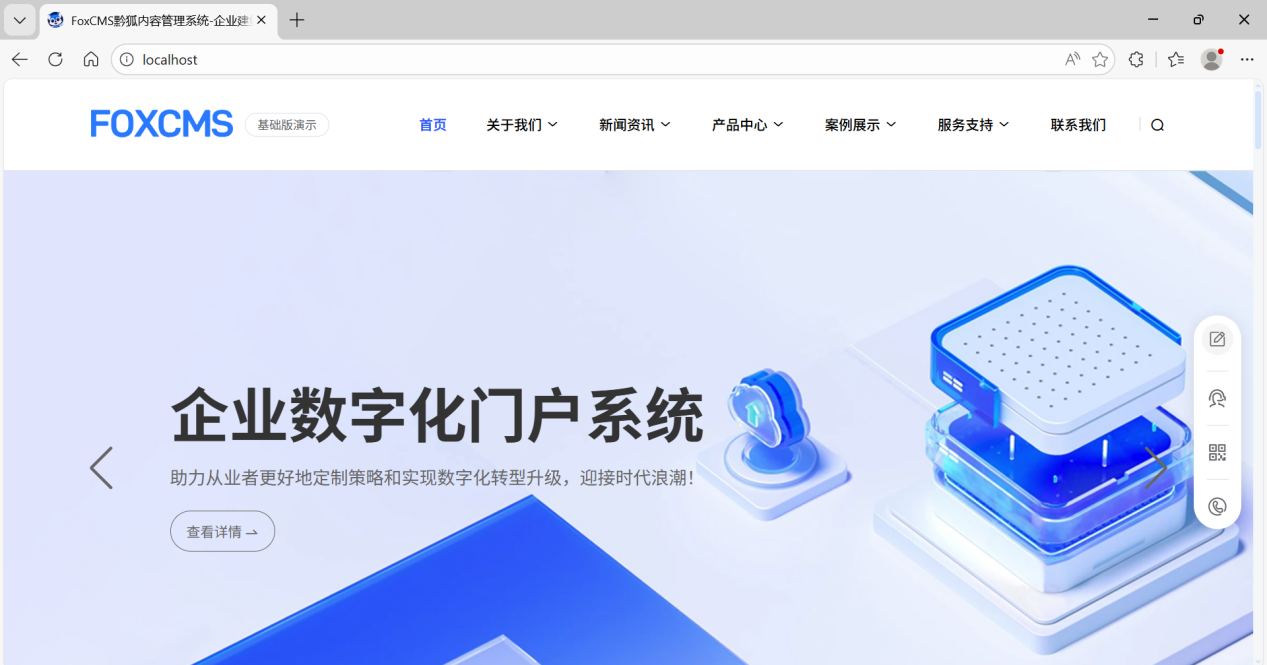 FoxCMS黔狐内容管理系统-企业建
localhost
FOXCMS
基础版演示
首页 关于我们 新闻资讯 产品中心 案例展示 服务支持 联系我们
企业数字化门户系统
助力从业者更好地定制策略和实现数字化转型升级，迎接时代浪潮！
查看详情